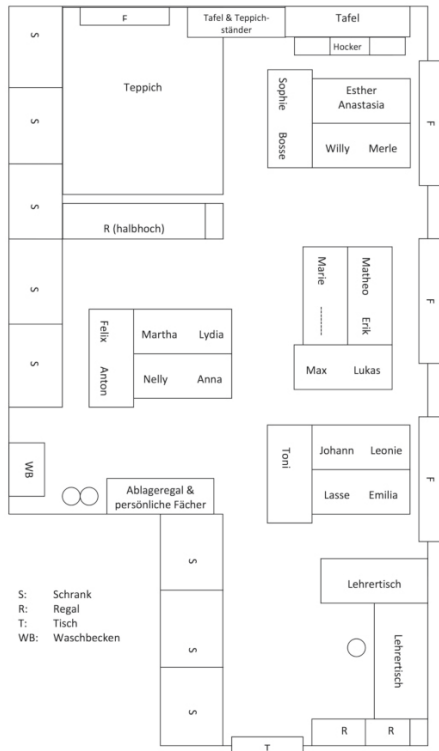 F
Tafel & Teppich-
ständer
Tafel
Hocker
S
Teppich
Sophie Bosse
Esther
Anastasia
Willy Merle
F
S
S
R (halbhoch)
S
S
Marie --------
Matheo Erik
Max Lukas
F
Felix Anton
Martha Lydia
Nelly Anna
WB
Ablageregal &
persönliche Fächer
Toni
Johann Leonie
Lasse Emilia
F
S
S
S
Lehrertisch
Lehrertisch
S: Schrank
R: Regal
T: Tisch
WB: Waschbecken
R R
T